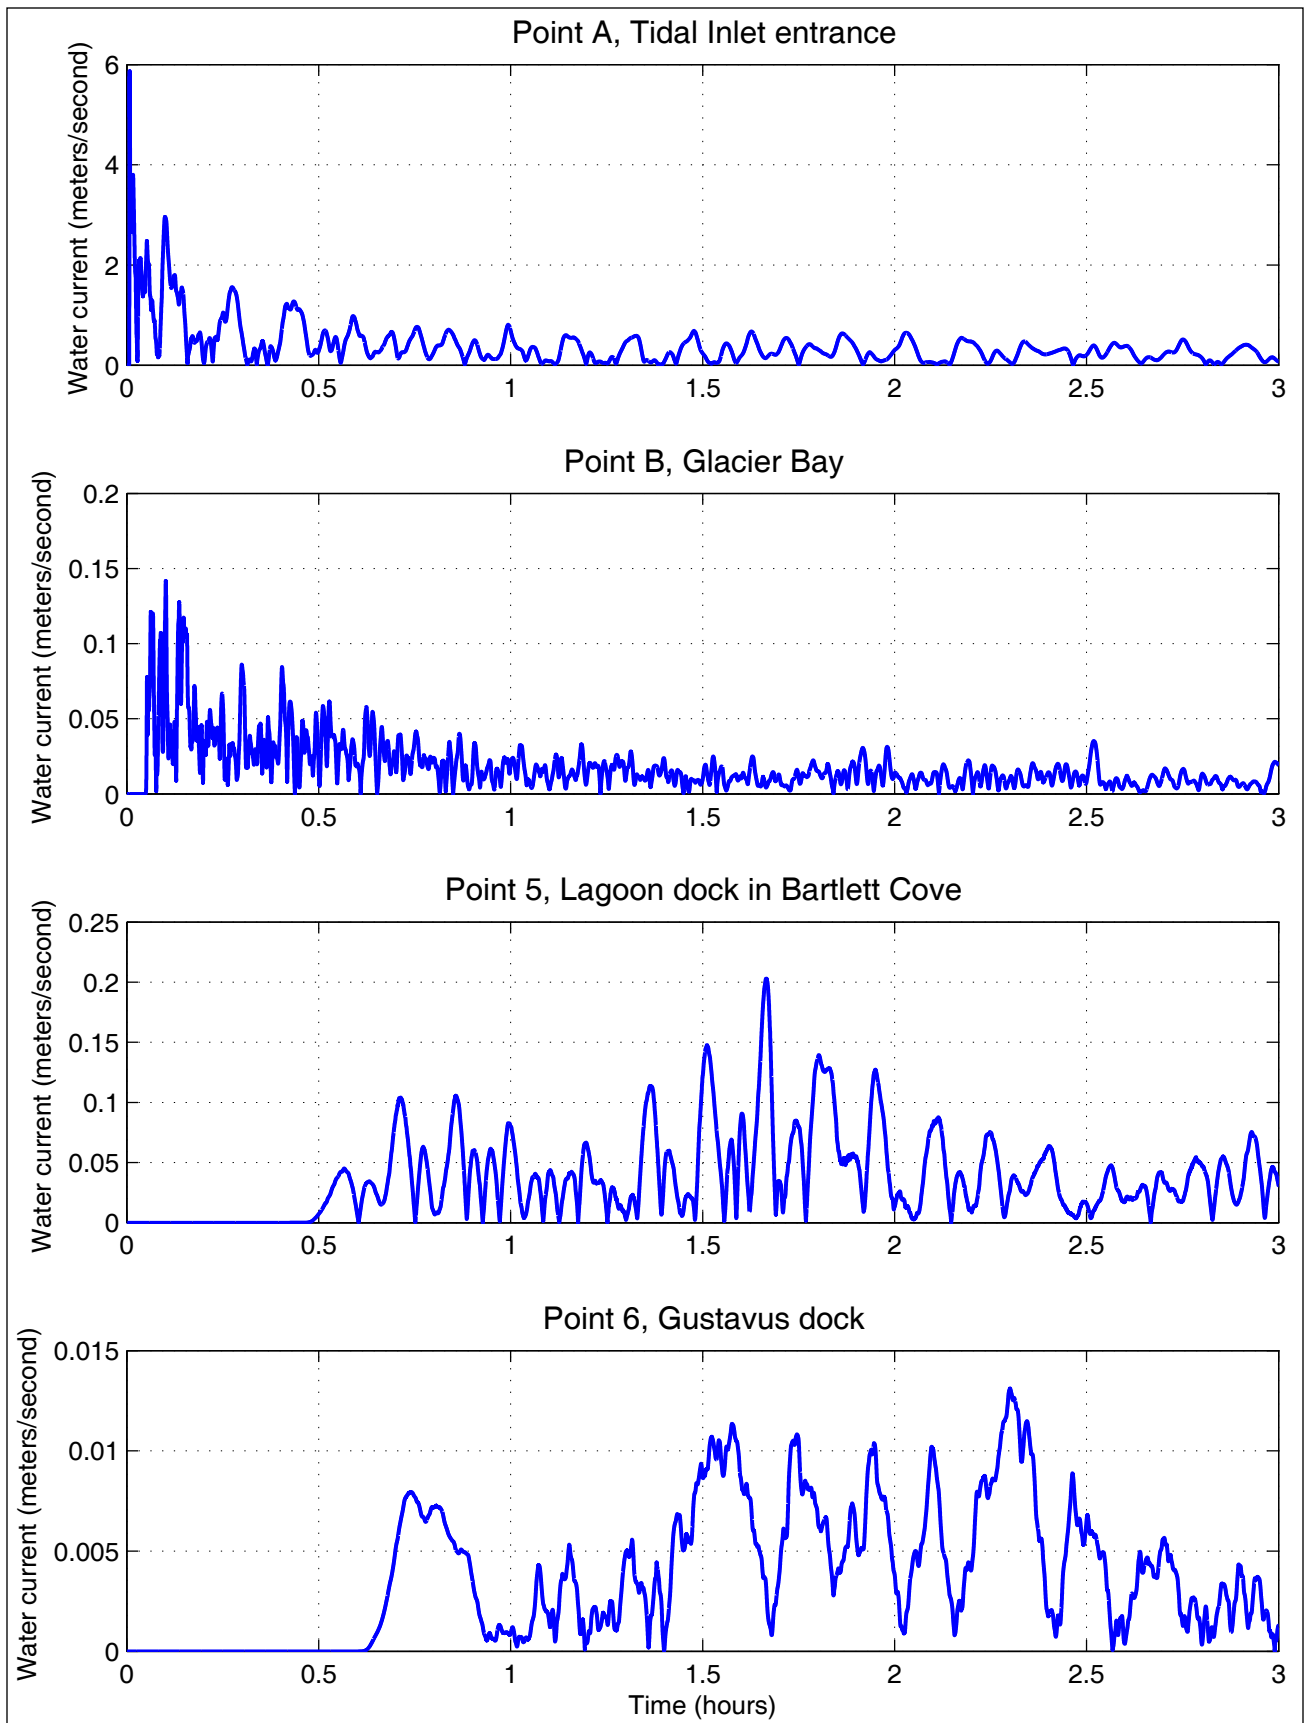 Point A, Tidal Inlet entrance
Water current (meters/second)
6
4
2
0
0 0.5 1 1.5 2 2.5 3
Point B, Glacier Bay
Water current (meters/second)
0.2
0.15
0.1
0.05
0
0 0.5 1 1.5 2 2.5 3
Point 5, Lagoon dock in Bartlett Cove
Water current (meters/second)
0.25
0.2
0.15
0.1
0.05
0
0 0.5 1 1.5 2 2.5 3
Point 6, Gustavus dock
Water current (meters/second)
0.015
0.01
0.005
0
0 0.5 1 1.5 2 2.5 3
Time (hours)